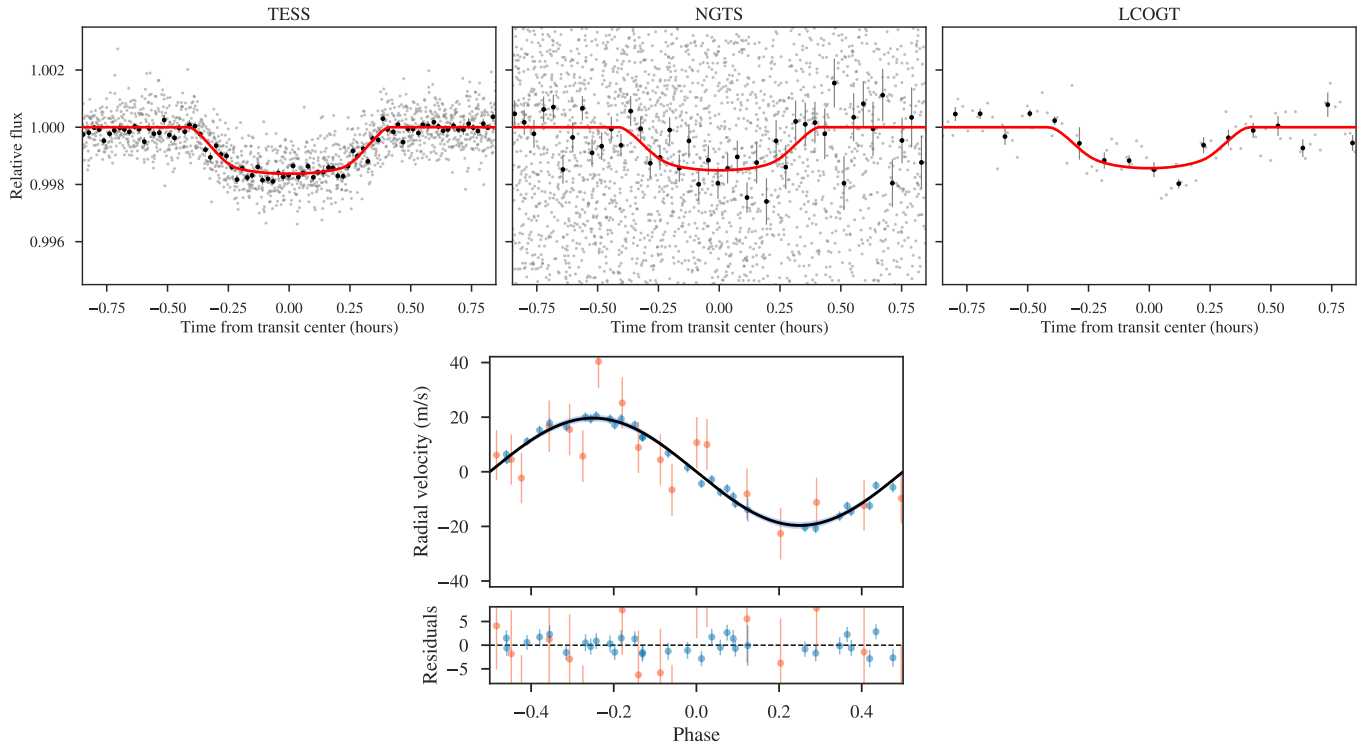 TESS
NGTS
LCOGT
Relative flux
1.002
1.000
0.998
0.996
−0.75 −0.50 −0.25 0.00 0.25 0.50 0.75
−0.75 −0.50 −0.25 0.00 0.25 0.50 0.75
−0.75 −0.50 −0.25 0.00 0.25 0.50 0.75
Time from transit center (hours)
Time from transit center (hours)
Time from transit center (hours)
Radial velocity (m/s)
40
20
0
−20
−40
Residuals
5
0
−5
−0.4 −0.2 0.0 0.2 0.4
Phase